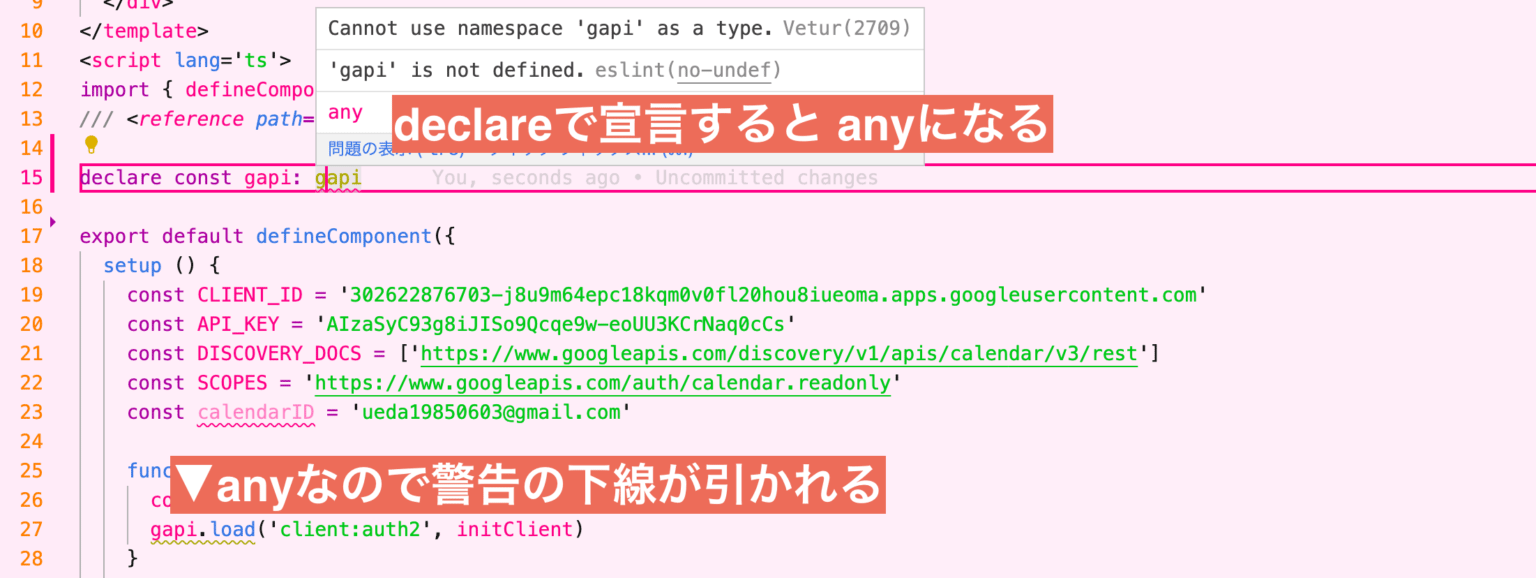 9 </div>
10 </template>
11 <script lang='ts'>
12 import { defineCompo
13 /// <reference path=
14
15 declare const gapi: gapi You, seconds ago • Uncommitted changes
Cannot use namespace 'gapi' as a type. Vetur(2709)
'gapi' is not defined. eslint(no-undef)
any
declareで宣言すると anyになる
問題の表示
16
17 export default defineComponent({
18 setup () {
19 const CLIENT_ID = '302622876703-j8u9m64epc18kqm0v0fl20hou8iueoma.apps.googleusercontent.com'
20 const API_KEY = 'AIzaSyC93g8iJISo9Qcqe9w-eoUU3KCrNaq0cCs'
21 const DISCOVERY_DOCS = ['https://www.googleapis.com/discovery/v1/apis/calendar/v3/rest']
22 const SCOPES = 'https://www.googleapis.com/auth/calendar.readonly'
23 const calendarID = 'ueda19850603@gmail.com'
24
25 func
▼anyなので警告の下線が引かれる
26 co
27 gapi.load('client:auth2', initClient)
28 }